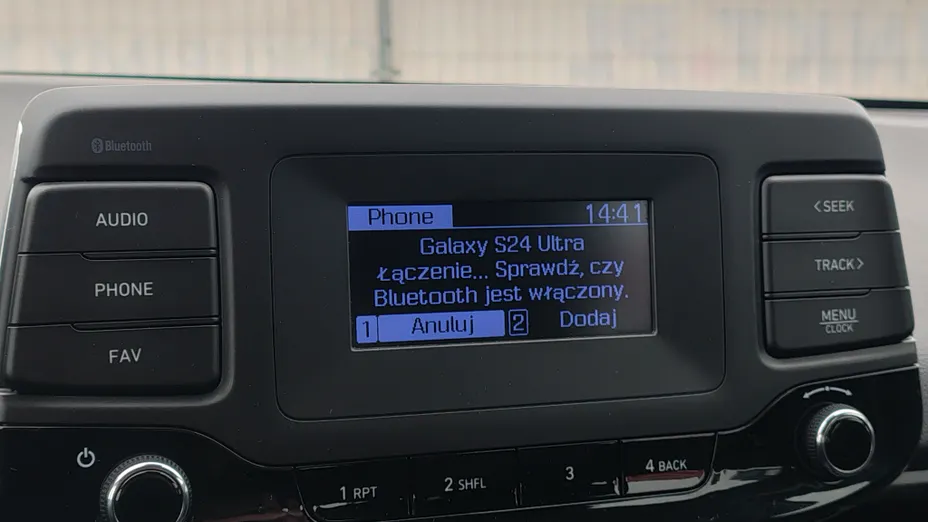 Bluetooth
AUDIO
PHONE
FAV
Phone 14:41
Galaxy S24 Ultra
Łączenie... Sprawdź, czy
Bluetooth jest włączony.
1 Anuluj 2 Dodaj
<SEEK
TRACK>
MENU
CLOCK
1 RPT
2 SHFL
3
4 BACK